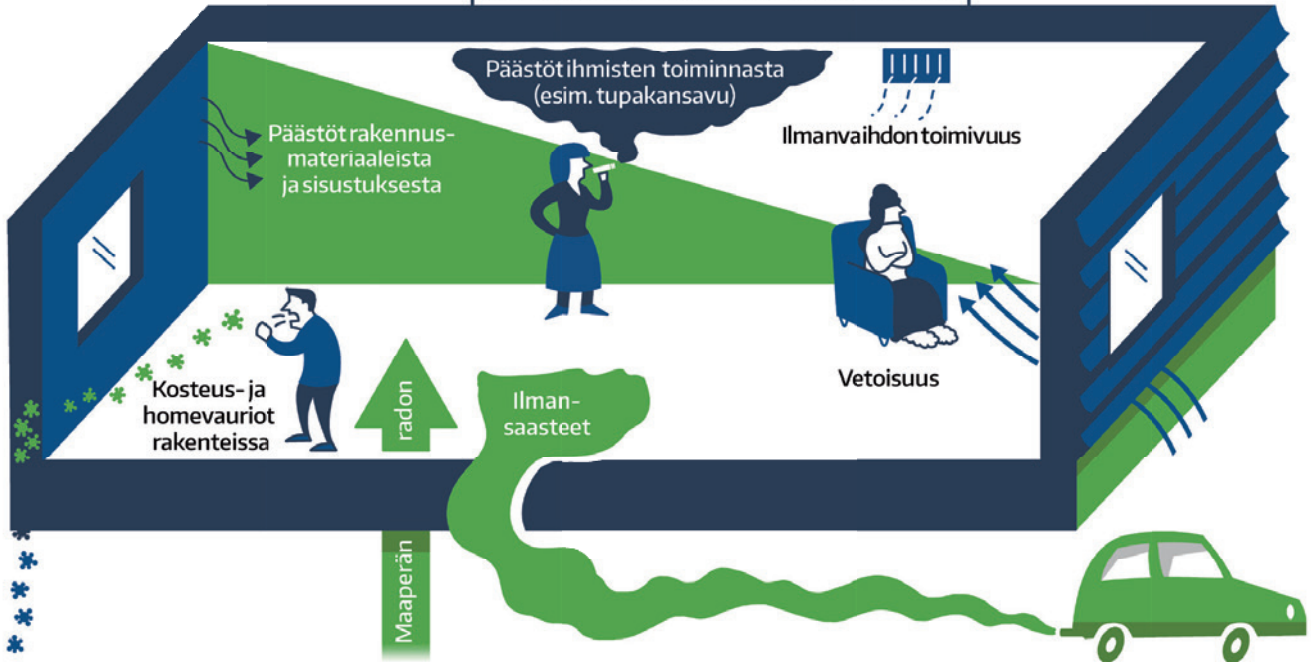 Päästöt ihmisten toiminnasta
(esim. tupakansavu)
Ilmanvaihdon toimivuus
Päästöt rakennus-
materiaaleista
ja sisustuksesta
Vetoisuus
Kosteus- ja
homevauriot
rakenteissa
Maaperän
radon
Ilman-
saasteet